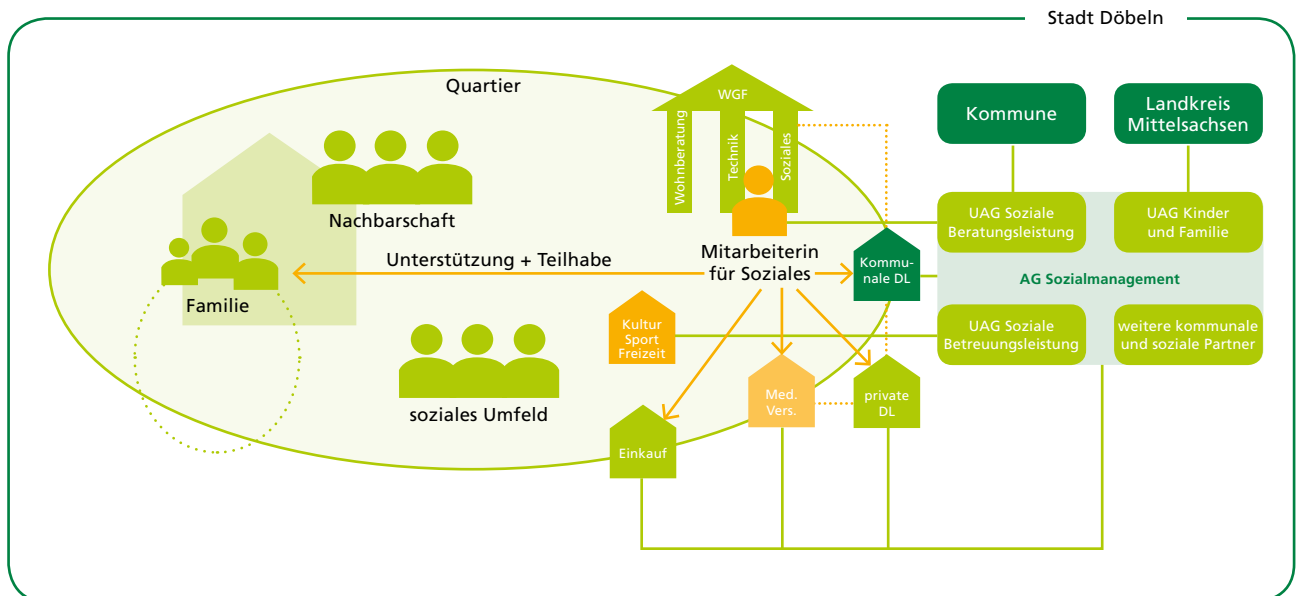 Stadt Döbeln
Quartier
WGF
Wohnberatung
Technik
Soziales
Kommune
Landkreis
Mittelsachsen
Nachbarschaft
UAG Soziale
Beratungsleistung
UAG Kinder
und Familie
Unterstützung + Teilhabe
Mitarbeiterin
für Soziales
Kommu-
nale DL
AG Sozialmanagement
Familie
Kultur
Sport
Freizeit
UAG Soziale
Betreuungsleistung
weitere kommunale
und soziale Partner
soziales Umfeld
Med.
Vers.
private
DL
Einkauf